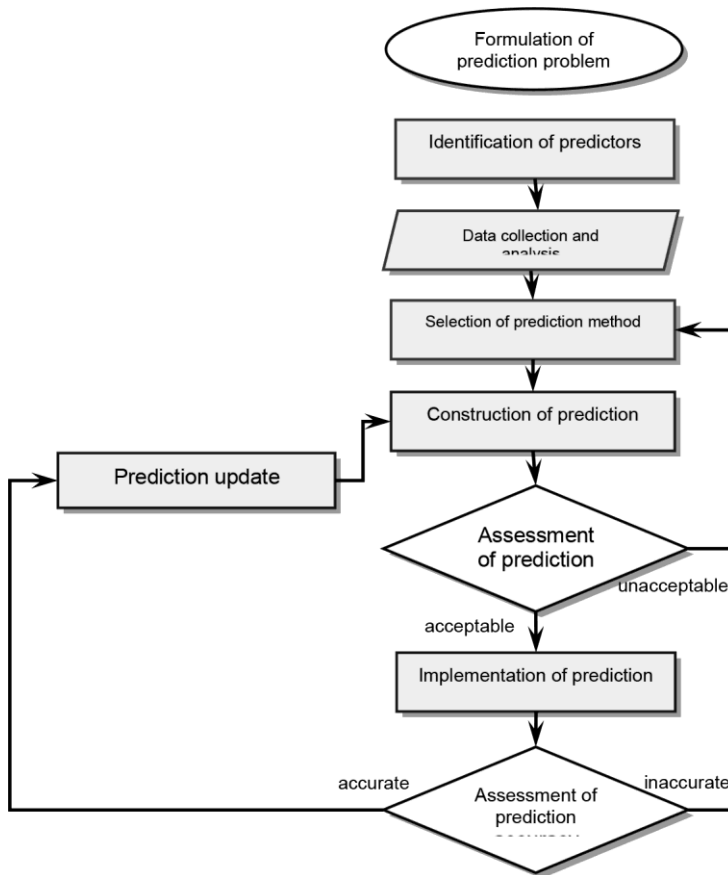 Formulation of
prediction problem
Identification of predictors
Data collection and
analysis
Selection of prediction method
Construction of prediction
Prediction update
Assessment
of prediction
unacceptable
acceptable
Implementation of prediction
accurate
inaccurate
Assessment of
prediction